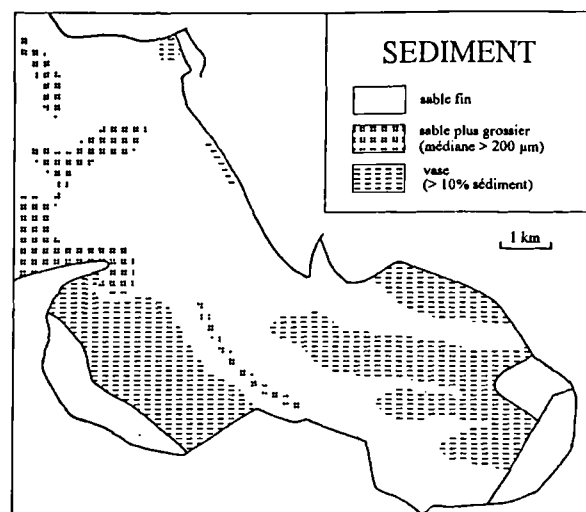 SEDIMENT
sable fin
sable plus grossier
(médiane > 200 µm)
vase
(> 10% sédiment)
1 km